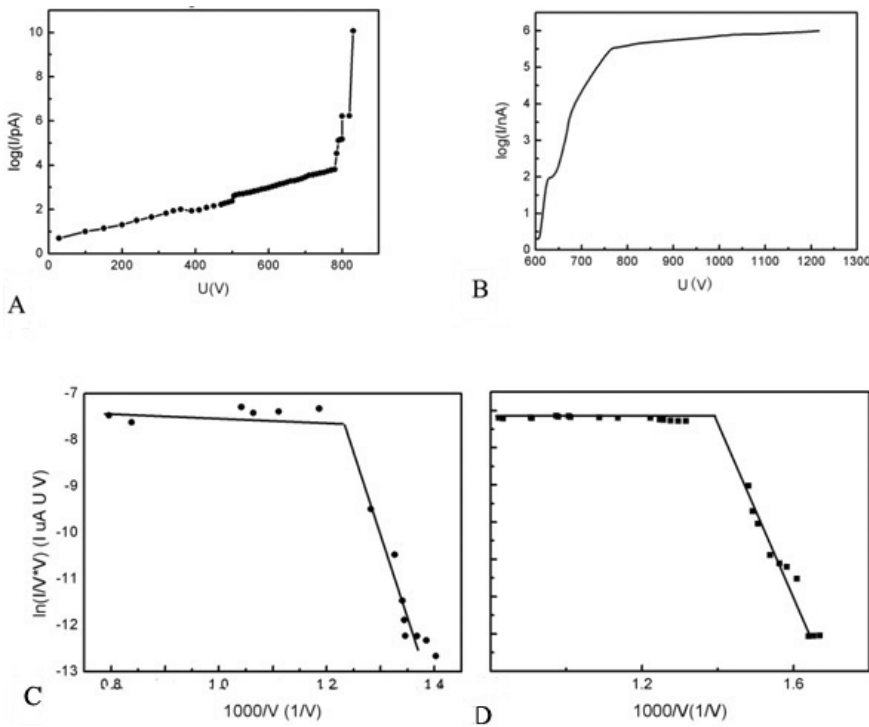 10
8
6
4
2
0
log(I/pA)
0 200 400 600 800
U(V)
A
6
5
4
3
2
1
0
log(I/nA)
600 700 800 900 1000 1100 1200 1300
U (V)
B
-7
-8
-9
-10
-11
-12
-13
ln(I/V*V) (I uA U V)
0.8 1.0 1.2 1.4
1000/V (1/V)
C
1.2 1.6
1000/V(1/V)
D